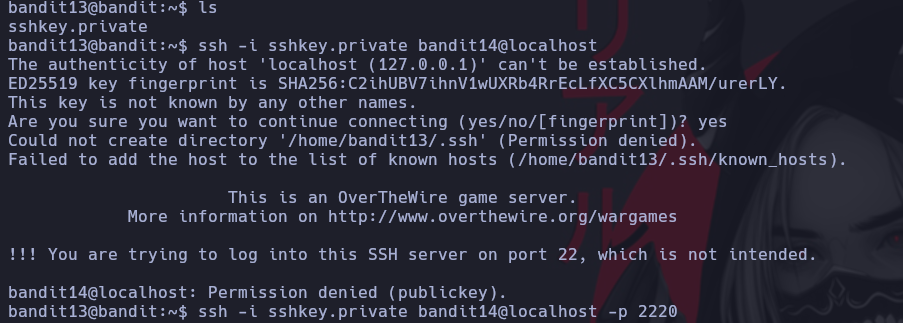 bandit13@bandit:~$ ls
sshkey.private
bandit13@bandit:~$ ssh -i sshkey.private bandit14@localhost
The authenticity of host 'localhost (127.0.0.1)' can't be established.
ED25519 key fingerprint is SHA256:C2ihUBV7ihnV1wUXRb4RrEcLfXC5CXlhmAAM/urerLY.
This key is not known by any other names.
Are you sure you want to continue connecting (yes/no/[fingerprint])? yes
Could not create directory '/home/bandit13/.ssh' (Permission denied).
Failed to add the host to the list of known hosts (/home/bandit13/.ssh/known_hosts).
This is an OverTheWire game server.
More information on http://www.overthewire.org/wargames
!!! You are trying to log into this SSH server on port 22, which is not intended.
bandit14@localhost: Permission denied (publickey).
bandit13@bandit:~$ ssh -i sshkey.private bandit14@localhost -p 2220